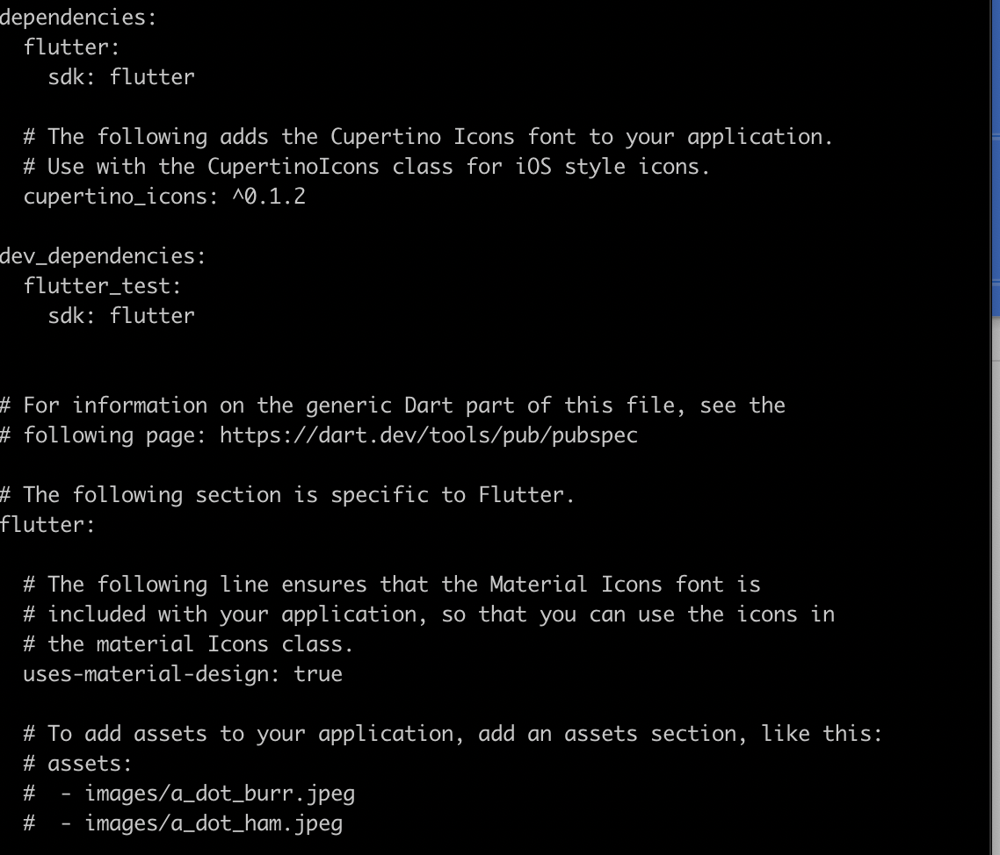 dependencies:
  flutter:
    sdk: flutter

  # The following adds the Cupertino Icons font to your application.
  # Use with the CupertinoIcons class for iOS style icons.
  cupertino_icons: ^0.1.2

dev_dependencies:
  flutter_test:
    sdk: flutter


# For information on the generic Dart part of this file, see the
# following page: https://dart.dev/tools/pub/pubspec

# The following section is specific to Flutter.
flutter:

  # The following line ensures that the Material Icons font is
  # included with your application, so that you can use the icons in
  # the material Icons class.
  uses-material-design: true

  # To add assets to your application, add an assets section, like this:
  # assets:
  #  - images/a_dot_burr.jpeg
  #  - images/a_dot_ham.jpeg